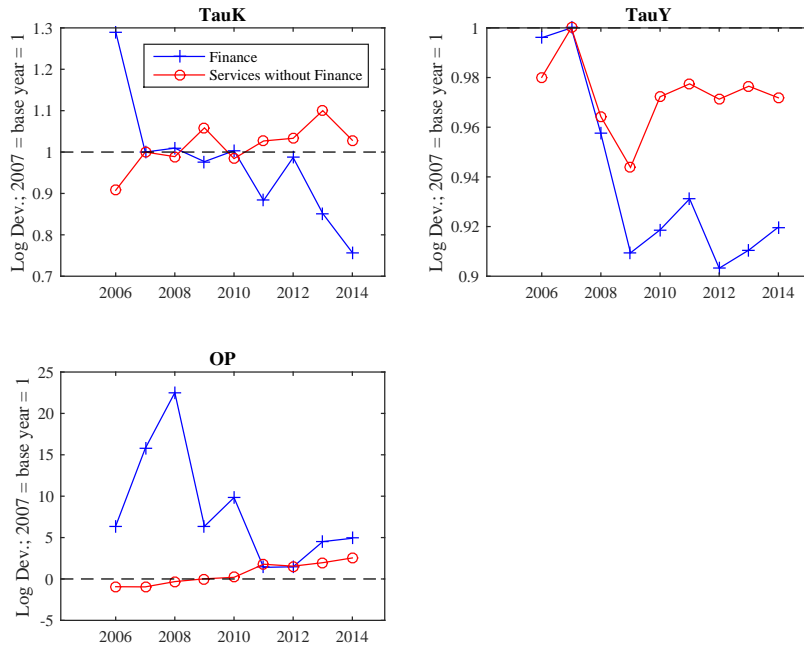 TauK
Log Dev.; 2007 = base year = 1
1.3
1.2
1.1
1
0.9
0.8
0.7
2006 2008 2010 2012 2014
Finance
Services without Finance
TauY
Log Dev.; 2007 = base year = 1
1
0.98
0.96
0.94
0.92
0.9
2006 2008 2010 2012 2014
OP
Log Dev.; 2007 = base year = 1
25
20
15
10
5
0
-5
2006 2008 2010 2012 2014